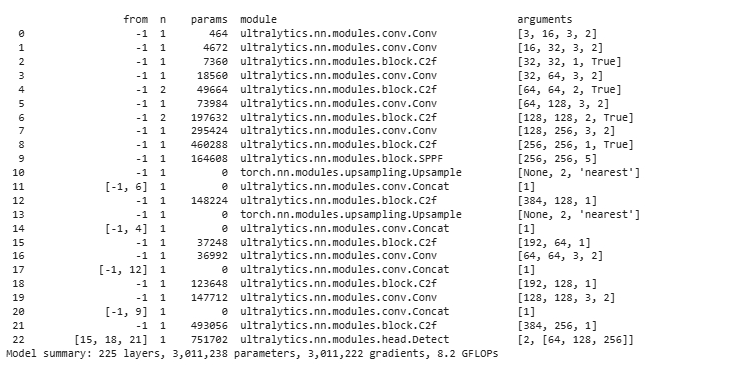 from n params module arguments
0 -1 1 464 ultralytics.nn.modules.conv.Conv [3, 16, 3, 2]
1 -1 1 4672 ultralytics.nn.modules.conv.Conv [16, 32, 3, 2]
2 -1 1 7360 ultralytics.nn.modules.block.C2f [32, 32, 1, True]
3 -1 1 18560 ultralytics.nn.modules.conv.Conv [32, 64, 3, 2]
4 -1 2 49664 ultralytics.nn.modules.block.C2f [64, 64, 2, True]
5 -1 1 73984 ultralytics.nn.modules.conv.Conv [64, 128, 3, 2]
6 -1 2 197632 ultralytics.nn.modules.block.C2f [128, 128, 2, True]
7 -1 1 295424 ultralytics.nn.modules.conv.Conv [128, 256, 3, 2]
8 -1 1 460288 ultralytics.nn.modules.block.C2f [256, 256, 1, True]
9 -1 1 164608 ultralytics.nn.modules.block.SPPF [256, 256, 5]
10 -1 1 0 torch.nn.modules.upsampling.Upsample [None, 2, 'nearest']
11 [-1, 6] 1 0 ultralytics.nn.modules.conv.Concat [1]
12 -1 1 148224 ultralytics.nn.modules.block.C2f [384, 128, 1]
13 -1 1 0 torch.nn.modules.upsampling.Upsample [None, 2, 'nearest']
14 [-1, 4] 1 0 ultralytics.nn.modules.conv.Concat [1]
15 -1 1 37248 ultralytics.nn.modules.block.C2f [192, 64, 1]
16 -1 1 36992 ultralytics.nn.modules.conv.Conv [64, 64, 3, 2]
17 [-1, 12] 1 0 ultralytics.nn.modules.conv.Concat [1]
18 -1 1 123648 ultralytics.nn.modules.block.C2f [192, 128, 1]
19 -1 1 147712 ultralytics.nn.modules.conv.Conv [128, 128, 3, 2]
20 [-1, 9] 1 0 ultralytics.nn.modules.conv.Concat [1]
21 -1 1 493056 ultralytics.nn.modules.block.C2f [384, 256, 1]
22 [15, 18, 21] 1 751702 ultralytics.nn.modules.head.Detect [2, [64, 128, 256]]
Model summary: 225 layers, 3,011,238 parameters, 3,011,222 gradients, 8.2 GFLOPs